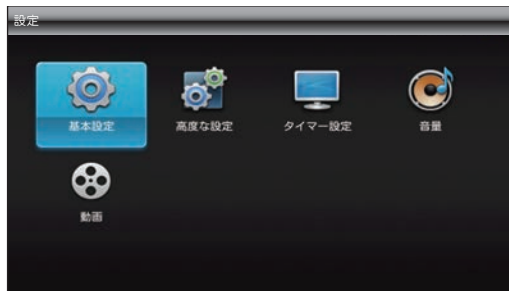 設定
基本設定
高度な設定
タイマー設定
音量
動画